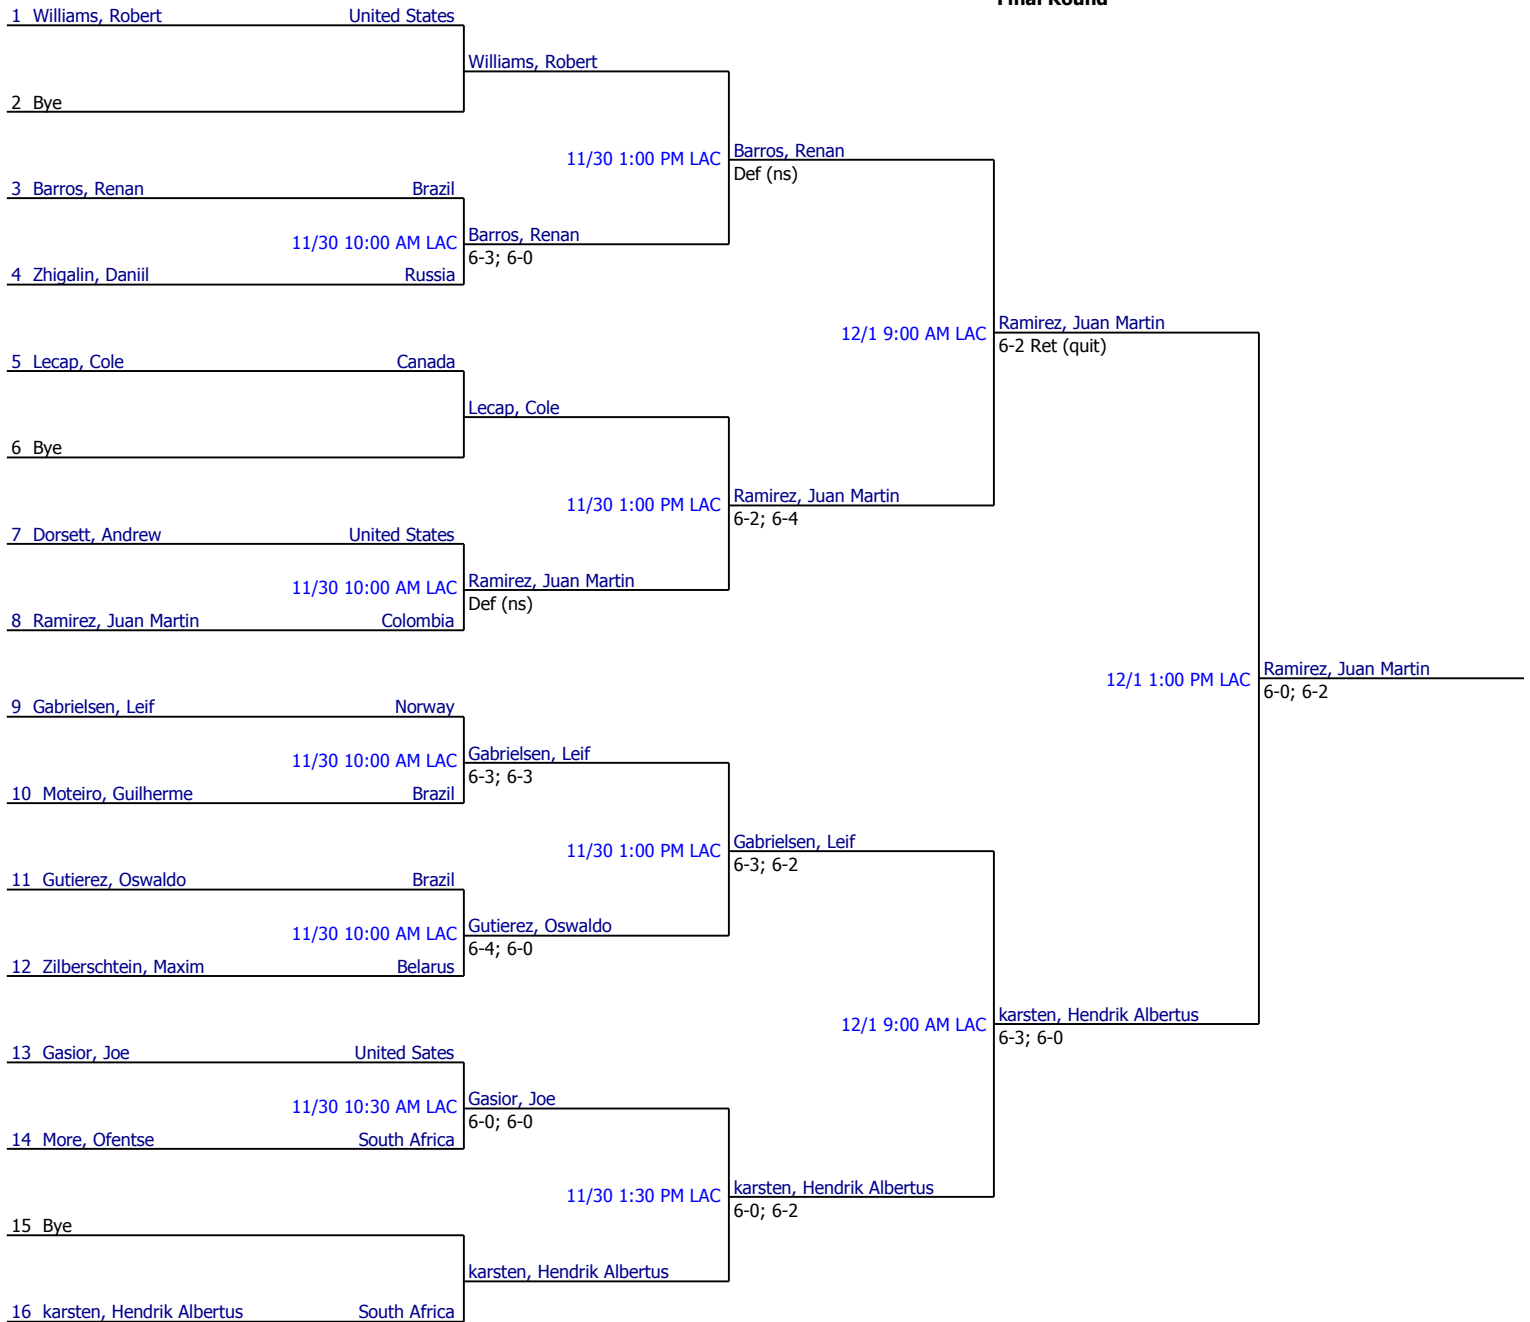 Final Round
1 Williams, Robert United States
Williams, Robert
2 Bye
11/30 1:00 PM LAC Barros, Renan
Def (ns)
3 Barros, Renan Brazil
11/30 10:00 AM LAC Barros, Renan
6-3; 6-0
4 Zhigalin, Daniil Russia
12/1 9:00 AM LAC Ramirez, Juan Martin
6-2 Ret (quit)
5 Lecap, Cole Canada
Lecap, Cole
6 Bye
11/30 1:00 PM LAC Ramirez, Juan Martin
6-2; 6-4
7 Dorsett, Andrew United States
11/30 10:00 AM LAC Ramirez, Juan Martin
Def (ns)
8 Ramirez, Juan Martin Colombia
12/1 1:00 PM LAC Ramirez, Juan Martin
6-0; 6-2
9 Gabrielsen, Leif Norway
11/30 10:00 AM LAC Gabrielsen, Leif
6-3; 6-3
10 Moteiro, Guilherme Brazil
11/30 1:00 PM LAC Gabrielsen, Leif
6-3; 6-2
11 Gutierez, Oswaldo Brazil
11/30 10:00 AM LAC Gutierez, Oswaldo
6-4; 6-0
12 Zilberschtein, Maxim Belarus
12/1 9:00 AM LAC karsten, Hendrik Albertus
6-3; 6-0
13 Gasior, Joe United Sates
11/30 10:30 AM LAC Gasior, Joe
6-0; 6-0
14 More, Ofentse South Africa
11/30 1:30 PM LAC karsten, Hendrik Albertus
6-0; 6-2
15 Bye
karsten, Hendrik Albertus
16 karsten, Hendrik Albertus South Africa